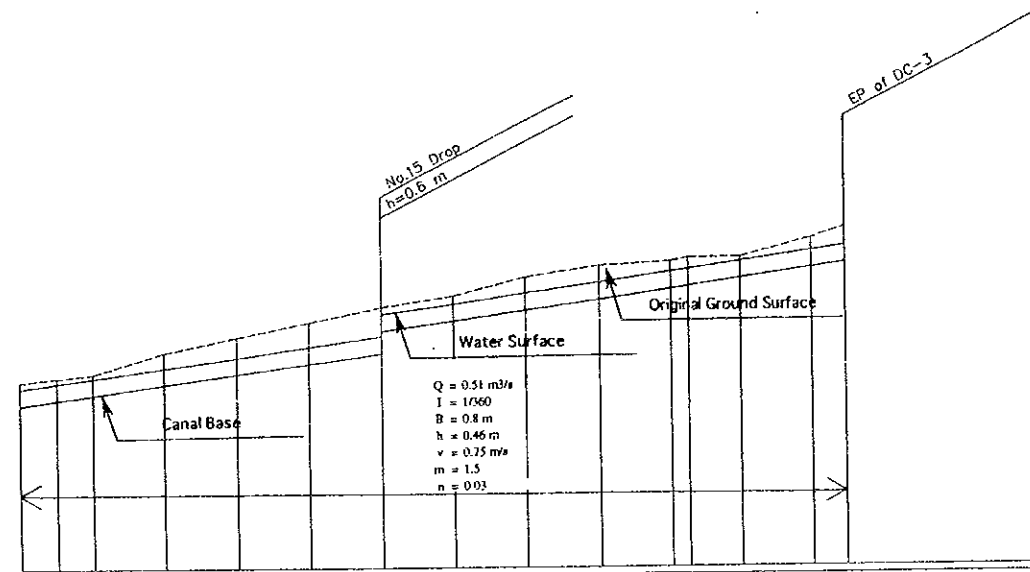 EP of DC-3
No.15 Drop
h=0.6 m
Original Ground Surface
Water Surface
Canal Base
Q = 0.51 m3/s
I = 1/360
B = 0.8 m
h = 0.46 m
v = 0.75 m/s
m = 1.5
n = 0.03